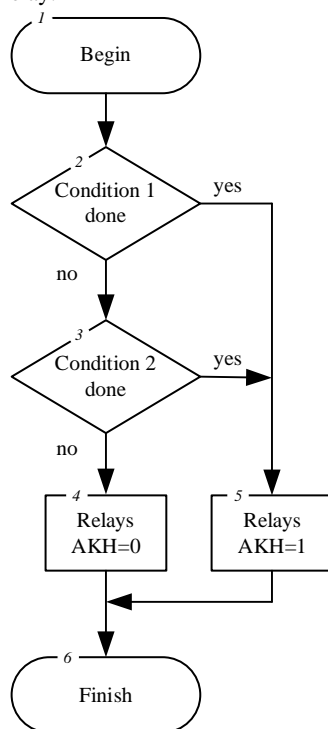 1
Begin
2
Condition 1
done
yes
no
3
Condition 2
done
yes
no
4
Relays
AKH=0
5
Relays
AKH=1
6
Finish